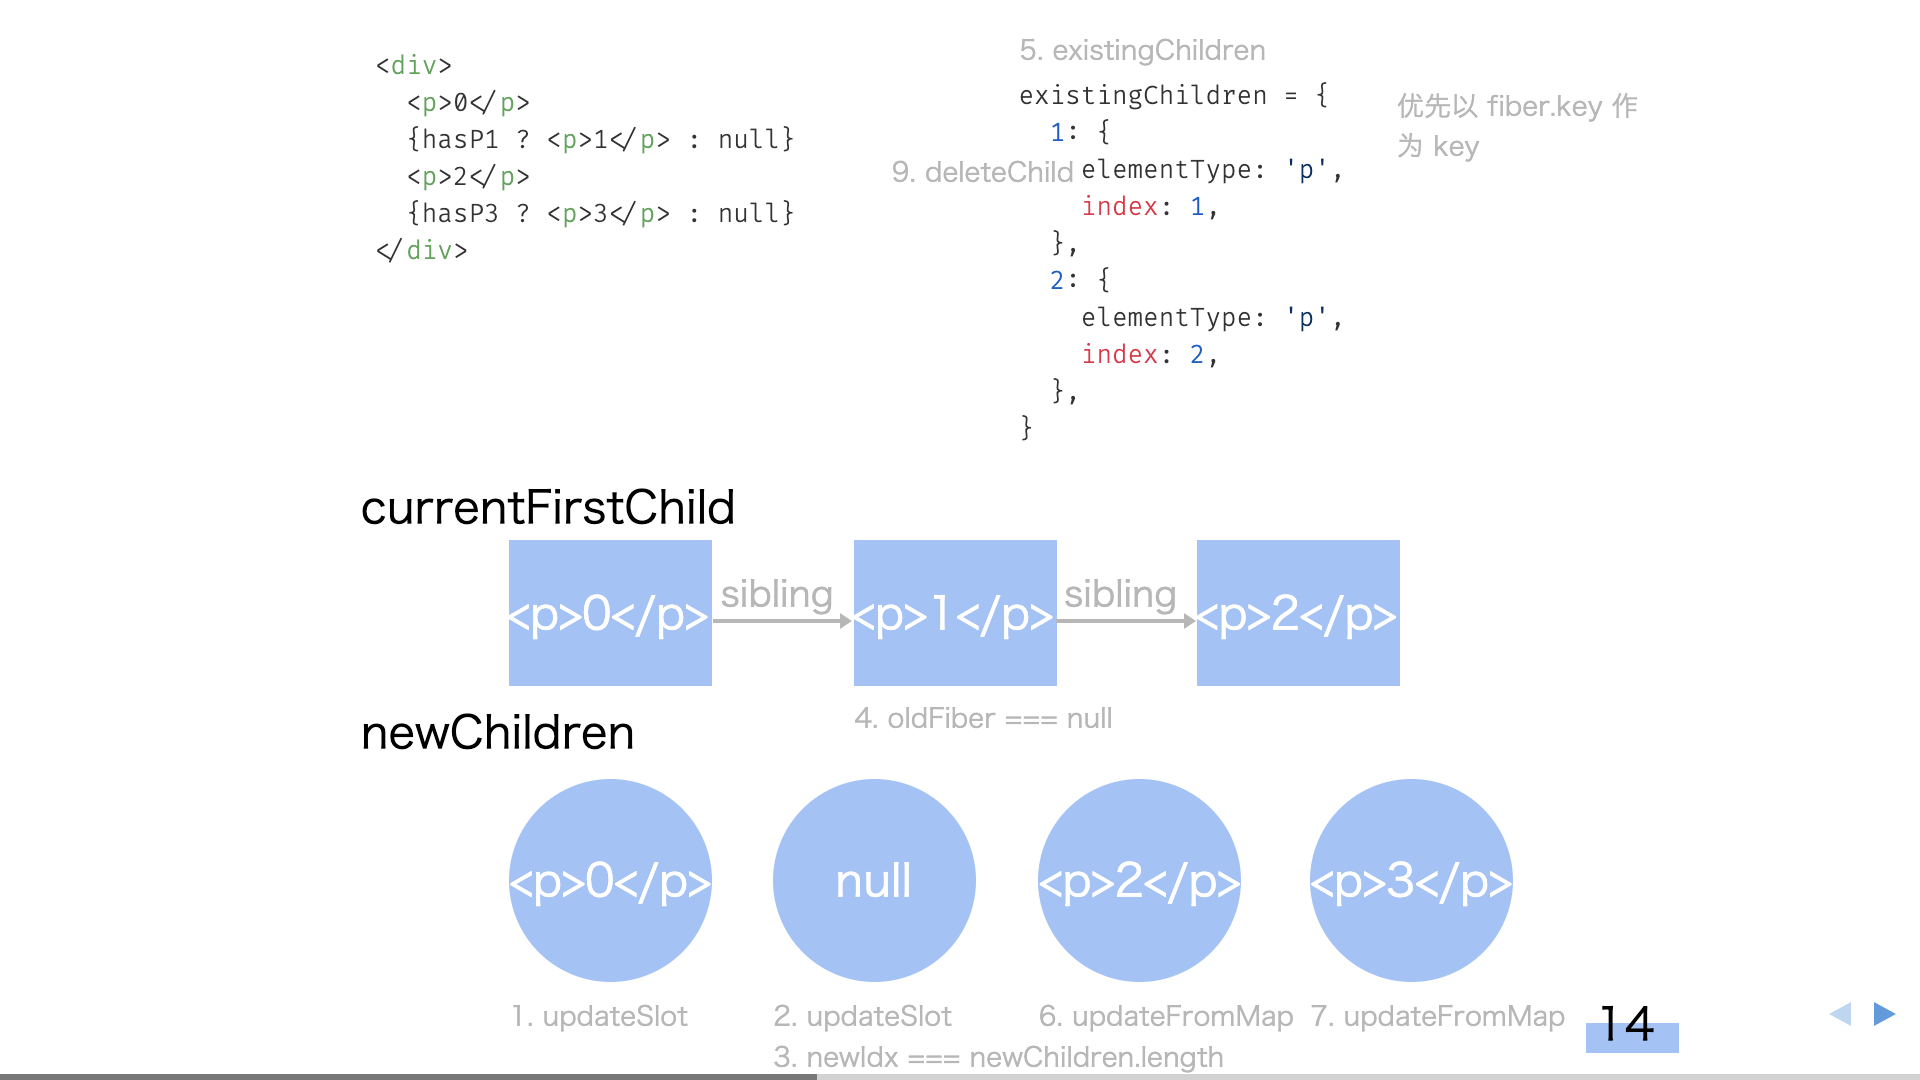 <div>
<p>0</p>
{hasP1 ? <p>1</p> : null}
<p>2</p>
{hasP3 ? <p>3</p> : null}
</div>
5. existingChildren
existingChildren = {
1: {
9. deleteChild
elementType: 'p',
index: 1,
},
2: {
elementType: 'p',
index: 2,
},
}
优先以 fiber.key 作
为 key
currentFirstChild
<p>0</p>
sibling
<p>1</p>
sibling
<p>2</p>
4. oldFiber === null
newChildren
<p>0</p>
null
<p>2</p>
<p>3</p>
1. updateSlot
2. updateSlot
6. updateFromMap
7. updateFromMap
3. newIdx === newChildren.length
14